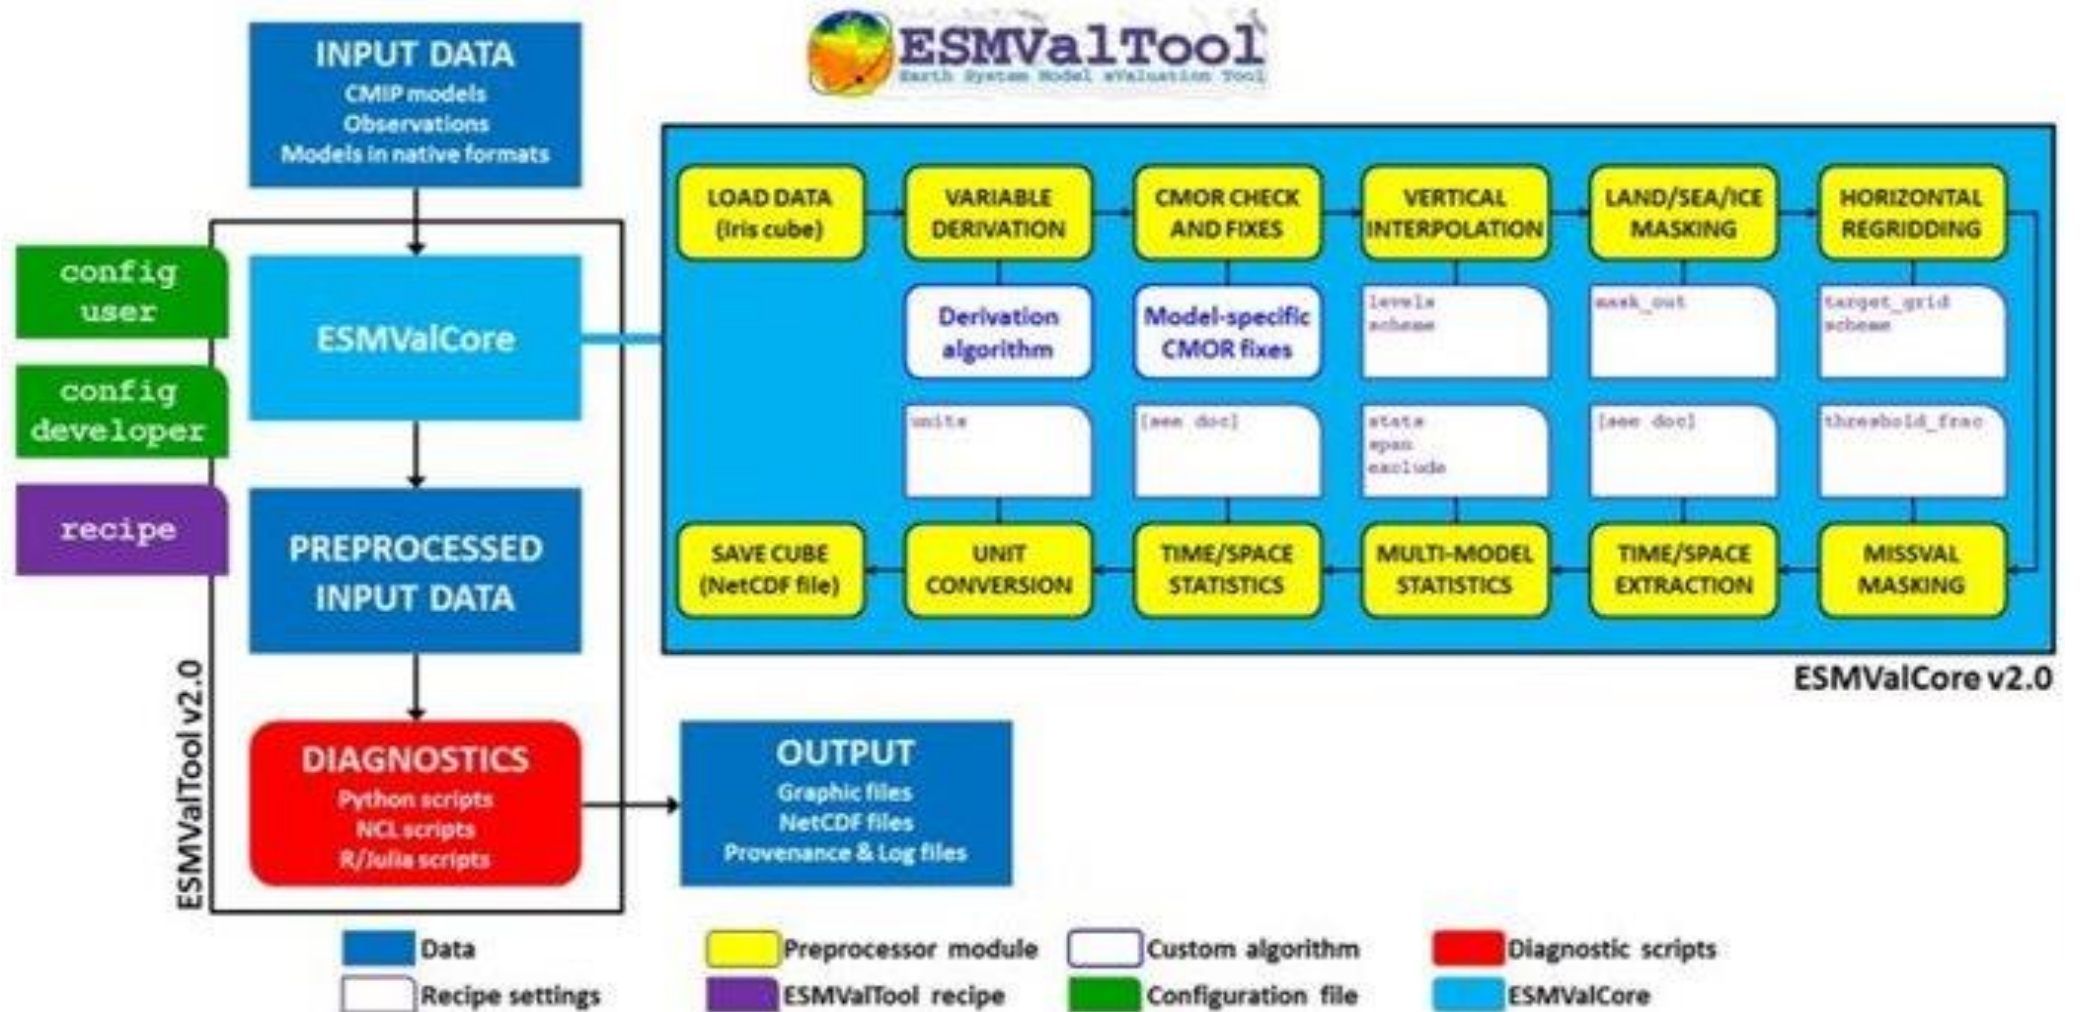 INPUT DATA
CMIP models
Observations
Models in native formats
ESMValTool
Earth System Model eValuation Tool
config
user
config
developer
recipe
ESMValCore
PREPROCESSED
INPUT DATA
DIAGNOSTICS
Python scripts
NCL scripts
R/Julia scripts
ESMValTool v2.0
OUTPUT
Graphic files
NetCDF files
Provenance & Log files
LOAD DATA
(Iris cube)
VARIABLE
DERIVATION
CMOR CHECK
AND FIXES
VERTICAL
INTERPOLATION
LAND/SEA/ICE
MASKING
HORIZONTAL
REGRIDDING
Derivation
algorithm
Model-specific
CMOR fixes
levels
scheme
mask_out
target_grid
scheme
units
[see doc]
stats
span
exclude
[see doc]
threshold_frac
SAVE CUBE
(NetCDF file)
UNIT
CONVERSION
TIME/SPACE
STATISTICS
MULTI-MODEL
STATISTICS
TIME/SPACE
EXTRACTION
MISSVAL
MASKING
ESMValCore v2.0
Data
Preprocessor module
Custom algorithm
Diagnostic scripts
Recipe settings
ESMValTool recipe
Configuration file
ESMValCore